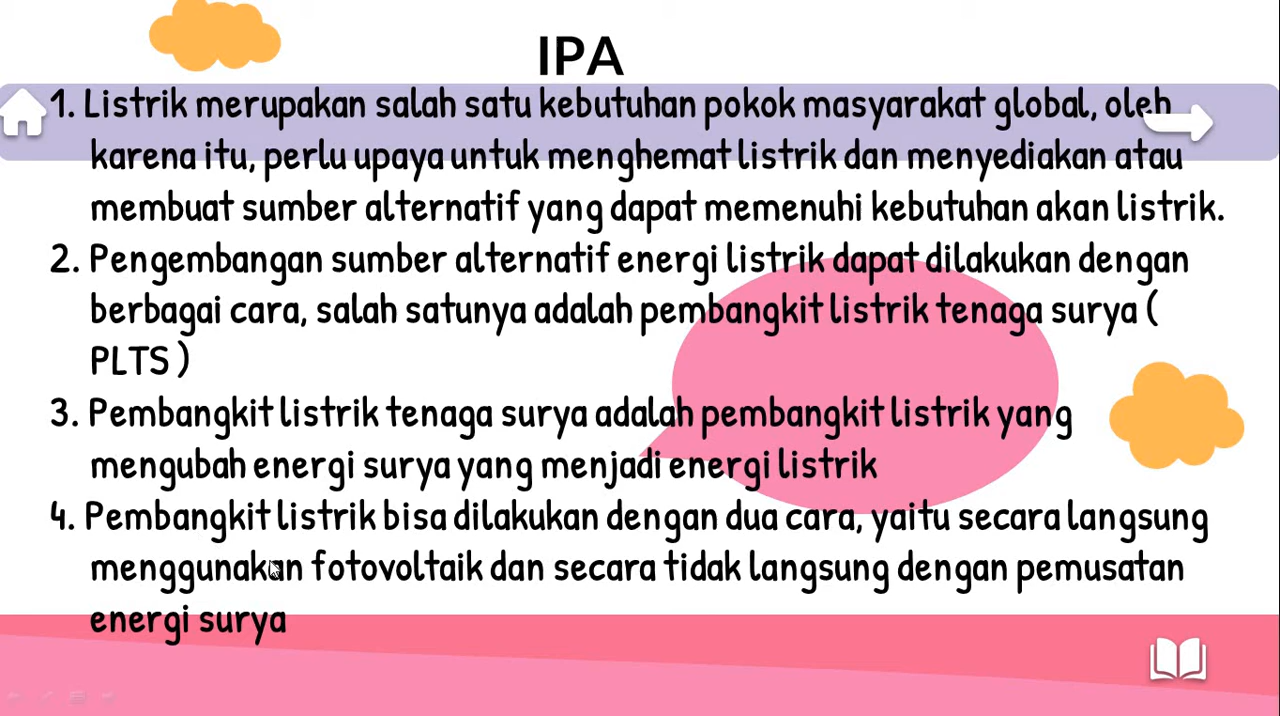 IPA
1. Listrik merupakan salah satu kebutuhan pokok masyarakat global, oleh
karena itu, perlu upaya untuk menghemat listrik dan menyediakan atau
membuat sumber alternatif yang dapat memenuhi kebutuhan akan listrik.
2. Pengembangan sumber alternatif energi listrik dapat dilakukan dengan
berbagai cara, salah satunya adalah pembangkit listrik tenaga surya (
PLTS )
3. Pembangkit listrik tenaga surya adalah pembangkit listrik yang
mengubah energi surya yang menjadi energi listrik
4. Pembangkit listrik bisa dilakukan dengan dua cara, yaitu secara langsung
menggunakan fotovoltaik dan secara tidak langsung dengan pemusatan
energi surya